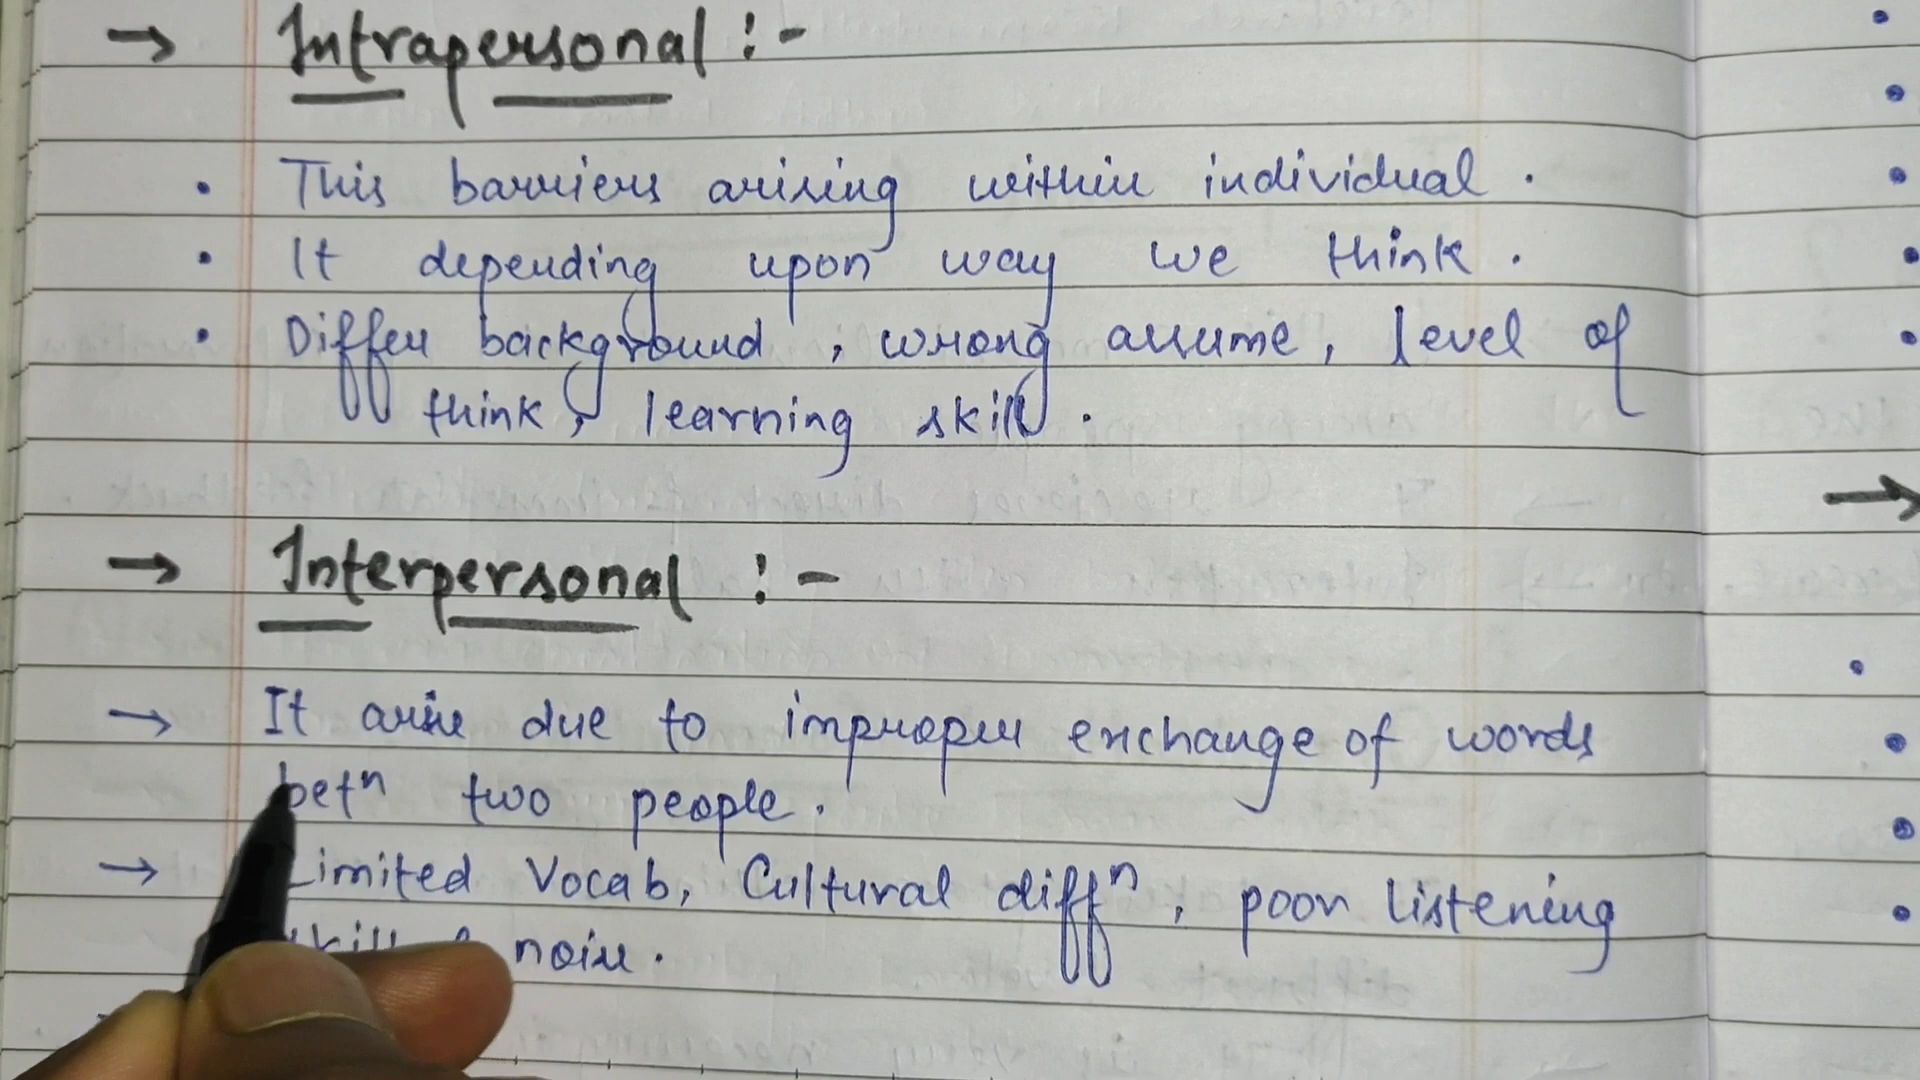 → Intrapersonal :-
• This barriers arising within individual.
• It depending upon way we think.
• Differ background, wrong assume, level of
think, learning skill.
→ Interpersonal :-
→ It arise due to improper exchange of words
betⁿ two people.
→ Limited Vocab, Cultural diffⁿ, poor listening
skill & noise.